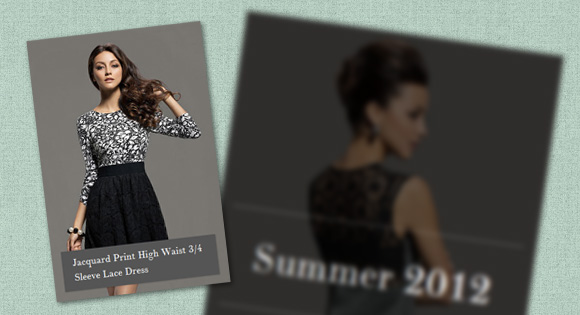 Jacquard Print High Waist 3/4
Sleeve Lace Dress
Summer 2012